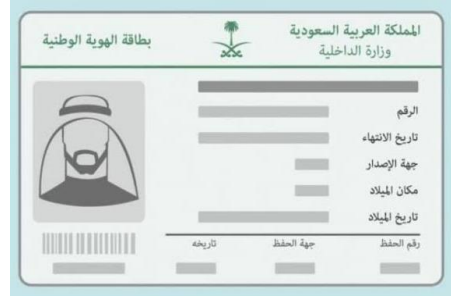 المملكة العربية السعودية
وزارة الداخلية
بطاقة الهوية الوطنية
الرقم
تاريخ الانتهاء
جهة الإصدار
مكان الميلاد
تاريخ الميلاد
رقم الحفظ جهة الحفظ تاريخه